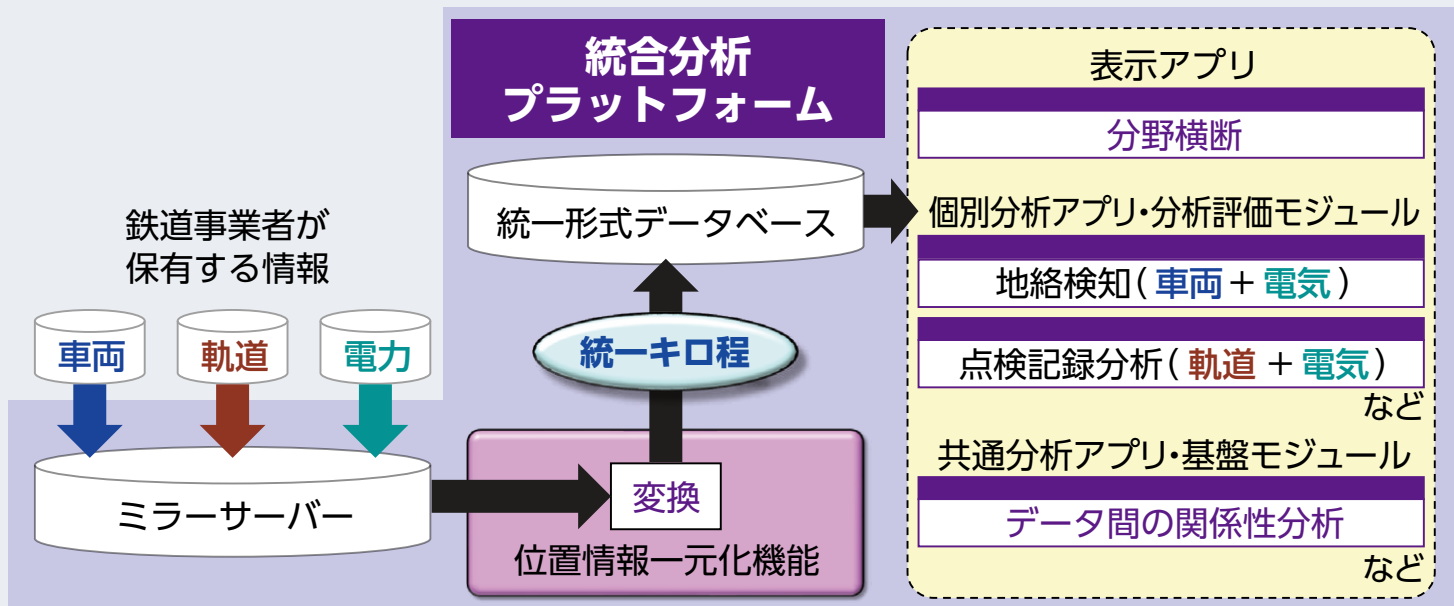 統合分析
プラットフォーム
鉄道事業者が
保有する情報
車両
軌道
電力
ミラーサーバー
変換
位置情報一元化機能
統一キロ程
統一形式データベース
表示アプリ
分野横断
個別分析アプリ・分析評価モジュール
地絡検知(車両+電気)
点検記録分析(軌道+電気)
など
共通分析アプリ・基盤モジュール
データ間の関係性分析
など